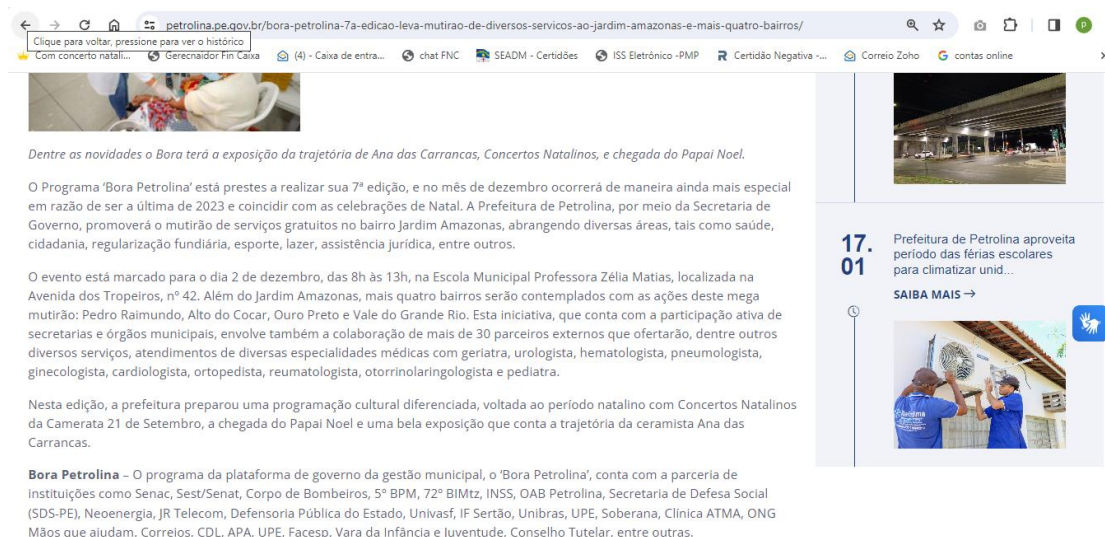 petrolina.pe.gov.br/bora-petrolina-7a-edicao-leva-mutirao-de-diversos-servicos-ao-jardim-amazonas-e-mais-quatro-bairros/
Clique para voltar, pressione para ver o histórico
Com concerto natali...
Gerecnaidor Fin Caixa
(4) - Caixa de entra...
chat FNC
SEADM - Certidões
ISS Eletrónico -PMP
Certidão Negativa -...
Correio Zoho
contas online
Dentre as novidades o Bora terá a exposição da trajetória de Ana das Carrancas, Concertos Natalinos, e chegada do Papai Noel.
O Programa ‘Bora Petrolina’ está prestes a realizar sua 7ª edição, e no mês de dezembro ocorrerá de maneira ainda mais especial
em razão de ser a última de 2023 e coincidir com as celebrações de Natal. A Prefeitura de Petrolina, por meio da Secretaria de
Governo, promoverá o mutirão de serviços gratuitos no bairro Jardim Amazonas, abrangendo diversas áreas, tais como saúde,
cidadania, regularização fundiária, esporte, lazer, assistência jurídica, entre outros.
O evento está marcado para o dia 2 de dezembro, das 8h às 13h, na Escola Municipal Professora Zélia Matias, localizada na
Avenida dos Tropeiros, nº 42. Além do Jardim Amazonas, mais quatro bairros serão contemplados com as ações deste mega
mutirão: Pedro Raimundo, Alto do Cocar, Ouro Preto e Vale do Grande Rio. Esta iniciativa, que conta com a participação ativa de
secretarias e órgãos municipais, envolve também a colaboração de mais de 30 parceiros externos que ofertarão, dentre outros
diversos serviços, atendimentos de diversas especialidades médicas com geriatra, urologista, hematologista, pneumologista,
ginecologista, cardiologista, ortopedista, reumatologista, otorrinolaringologista e pediatra.
Nesta edição, a prefeitura preparou uma programação cultural diferenciada, voltada ao período natalino com Concertos Natalinos
da Camerata 21 de Setembro, a chegada do Papai Noel e uma bela exposição que conta a trajetória da ceramista Ana das
Carrancas.
Bora Petrolina – O programa da plataforma de governo da gestão municipal, o ‘Bora Petrolina’, conta com a parceria de
instituições como Senac, Sest/Senat, Corpo de Bombeiros, 5° BPM, 72° BIMtz, INSS, OAB Petrolina, Secretaria de Defesa Social
(SDS-PE), Neoenergia, JR Telecom, Defensoria Pública do Estado, Univasf, IF Sertão, Unibras, UPE, Soberana, Clínica ATMA, ONG
Mãos que ajudam, Correios, CDL, APA, UPE, Facesp, Vara da Infância e Juventude, Conselho Tutelar, entre outras.
17.
01
Prefeitura de Petrolina aproveita
período das férias escolares
para climatizar unid...
SAIBA MAIS →